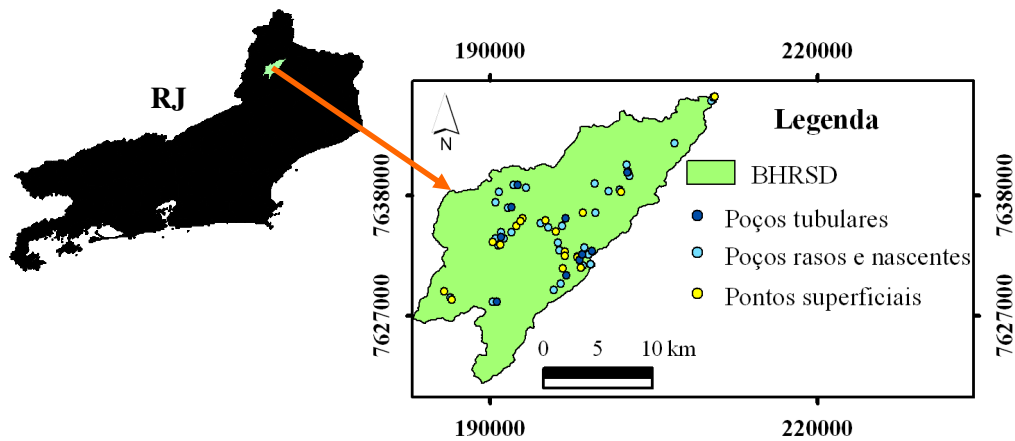 190000
220000
RJ
Legenda
N
BHRSD
7638000
7638000
Poços tubulares
Poços rasos e nascentes
Pontos superficiais
7627000
7627000
0 5 10 km
190000
220000